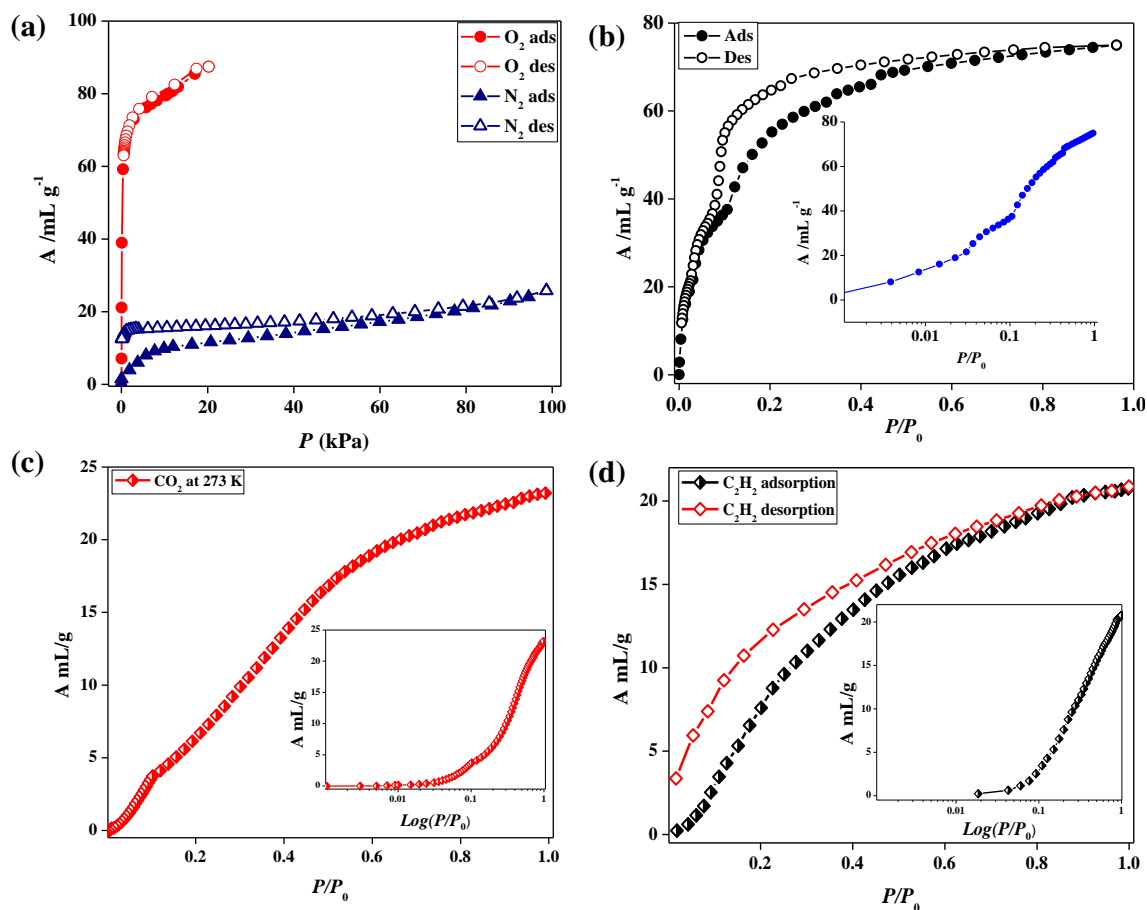 (a)
100
80
60
40
20
0
A /mL g⁻¹
O₂ ads
O₂ des
N₂ ads
N₂ des
0 20 40 60 80 100
P (kPa)
(b)
80
60
40
20
0
A /mL g⁻¹
Ads
Des
80
60
40
20
0
A /mL g⁻¹
0.01 0.1 1
P/P₀
0.0 0.2 0.4 0.6 0.8 1.0
P/P₀
(c)
25
20
15
10
5
0
A mL/g
CO₂ at 273 K
25
20
15
10
5
0
A mL/g
0.01 0.1 1
Log(P/P₀)
0.2 0.4 0.6 0.8 1.0
P/P₀
(d)
20
15
10
5
0
A mL/g
C₂H₂ adsorption
C₂H₂ desorption
20
15
10
5
0
A mL/g
0.01 0.1 1
Log(P/P₀)
0.2 0.4 0.6 0.8 1.0
P/P₀